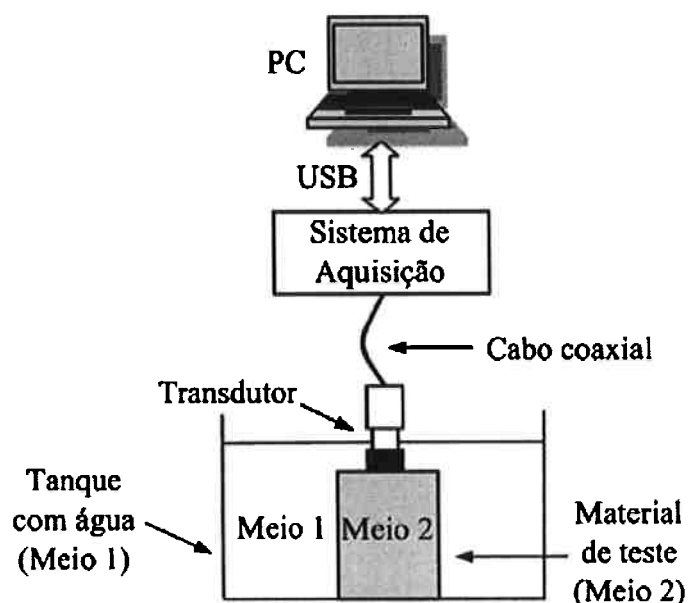 PC
USB
Sistema de
Aquisição
Cabo coaxial
Transdutor
Tanque
com água
(Meio 1)
Meio 1
Meio 2
Material
de teste
(Meio 2)